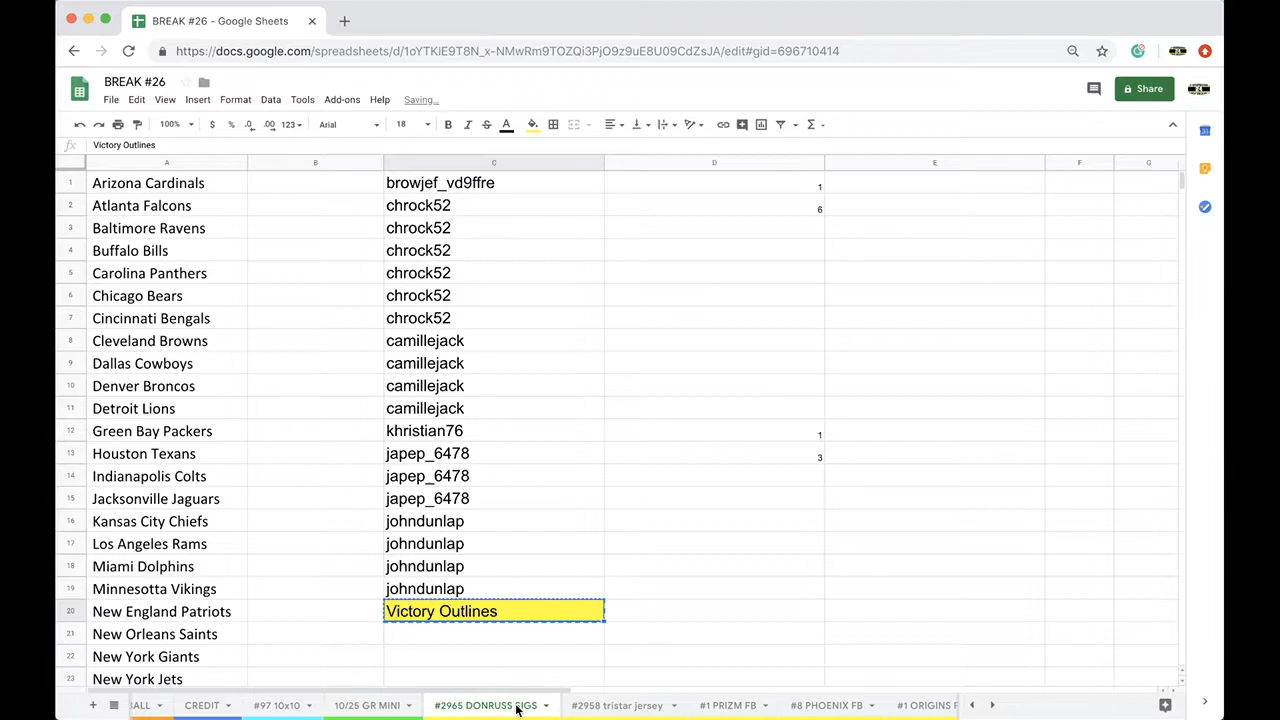 BREAK #26 - Google Sheets
https://docs.google.com/spreadsheets/d/1oYTKlE9T8N_x-NMwRm9TOZQi3PjO9z9uE8U09CdZsJA/edit#gid=696710414
BREAK #26
File Edit View Insert Format Data Tools Add-ons Help Saving...
Share
100% $ % .0 .00 123 Arial 18 B I S A
fx Victory Outlines
A B C D E F G
1 Arizona Cardinals browjef_vd9ffre 1
2 Atlanta Falcons chrock52 6
3 Baltimore Ravens chrock52
4 Buffalo Bills chrock52
5 Carolina Panthers chrock52
6 Chicago Bears chrock52
7 Cincinnati Bengals chrock52
8 Cleveland Browns camillejack
9 Dallas Cowboys camillejack
10 Denver Broncos camillejack
11 Detroit Lions camillejack
12 Green Bay Packers khristian76 1
13 Houston Texans japep_6478 3
14 Indianapolis Colts japep_6478
15 Jacksonville Jaguars japep_6478
16 Kansas City Chiefs johndunlap
17 Los Angeles Rams johndunlap
18 Miami Dolphins johndunlap
19 Minnesota Vikings johndunlap
20 New England Patriots Victory Outlines
21 New Orleans Saints
22 New York Giants
23 New York Jets
ALL CREDIT #97 10x10 10/25 GR MINI #2965 DONRUSS #2958 tristar jersey #1 PRIZM FB #8 PHOENIX FB #1 ORIGINS F